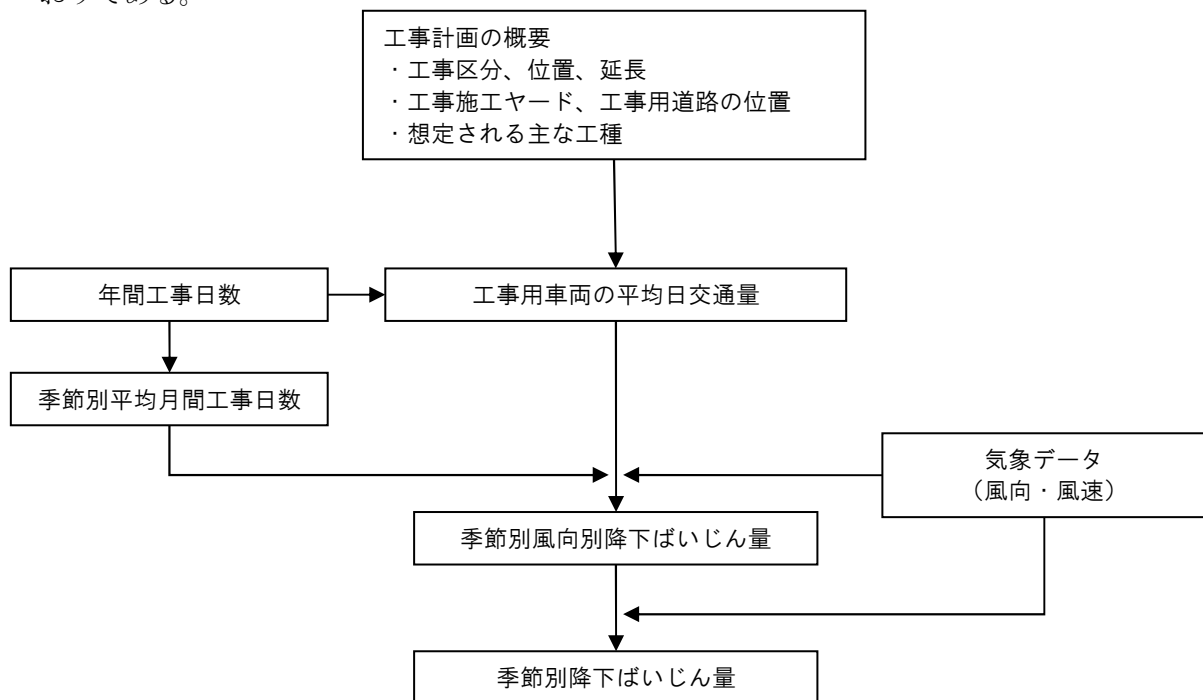 おりである。
工事計画の概要
・工事区分、位置、延長
・工事施工ヤード、工事用道路の位置
・想定される主な工種
年間工事日数
工事用車両の平均日交通量
季節別平均月間工事日数
気象データ
（風向・風速）
季節別風向別降下ばいじん量
季節別降下ばいじん量